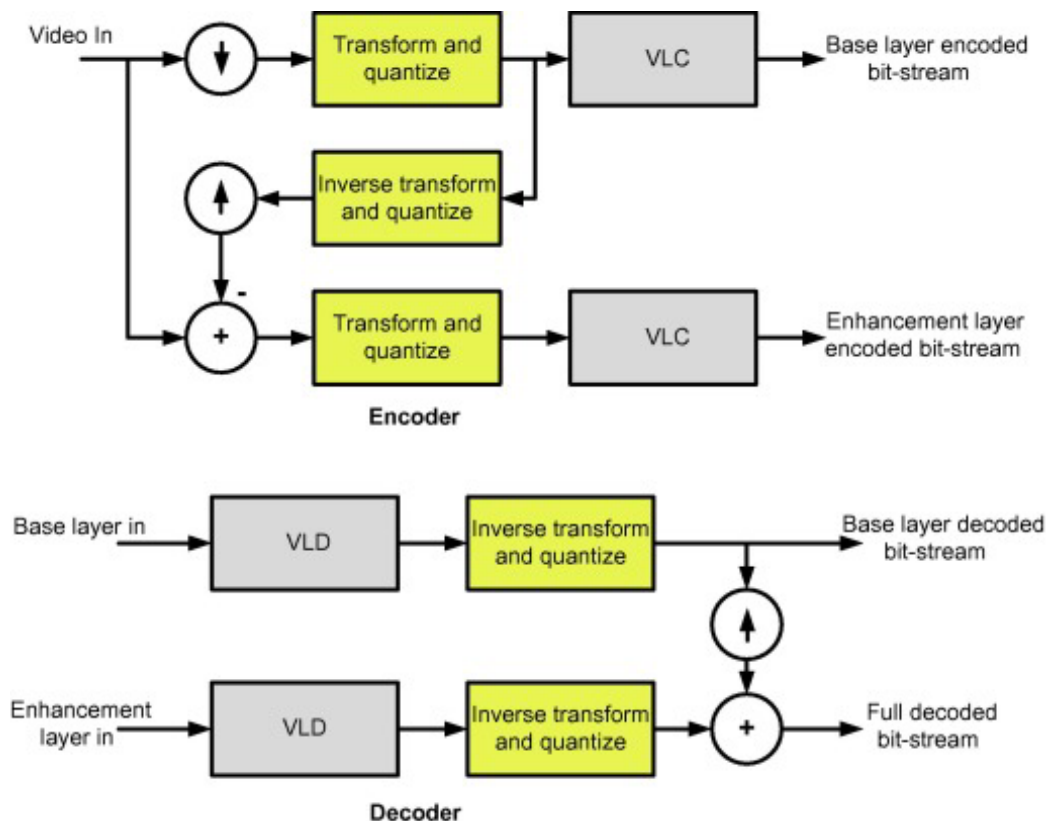 Video In
Transform and
quantize
VLC
Base layer encoded
bit-stream
Inverse transform
and quantize
-
+
Transform and
quantize
VLC
Enhancement layer
encoded bit-stream
Encoder
Base layer in
VLD
Inverse transform
and quantize
Base layer decoded
bit-stream
Enhancement
layer in
VLD
Inverse transform
and quantize
+
Full decoded
bit-stream
Decoder